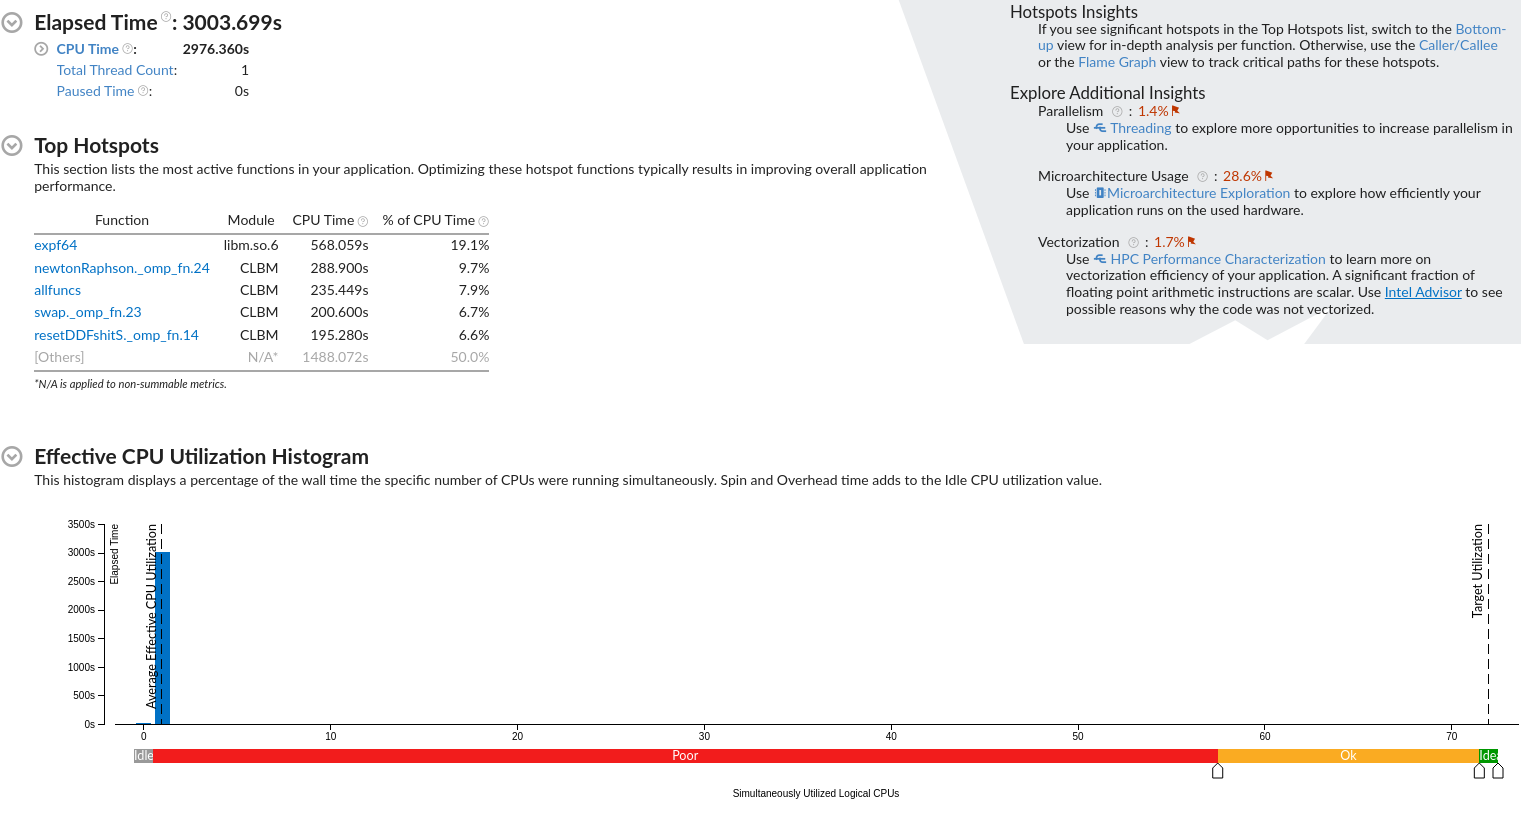 Elapsed Time: 3003.699s
CPU Time: 2976.360s
Total Thread Count: 1
Paused Time: 0s
Top Hotspots
This section lists the most active functions in your application. Optimizing these hotspot functions typically results in improving overall application
performance.
Function Module CPU Time % of CPU Time
expf64 libm.so.6 568.059s 19.1%
newtonRaphson._omp_fn.24 CLBM 288.900s 9.7%
allfuncs CLBM 235.449s 7.9%
swap._omp_fn.23 CLBM 200.600s 6.7%
resetDDFshitS._omp_fn.14 CLBM 195.280s 6.6%
[Others] N/A* 1488.072s 50.0%
*N/A is applied to non-summable metrics.
Hotspots Insights
If you see significant hotspots in the Top Hotspots list, switch to the Bottom-
up view for in-depth analysis per function. Otherwise, use the Caller/Callee
or the Flame Graph view to track critical paths for these hotspots.
Explore Additional Insights
Parallelism : 1.4%
Use Threading to explore more opportunities to increase parallelism in
your application.
Microarchitecture Usage : 28.6%
Use Microarchitecture Exploration to explore how efficiently your
application runs on the used hardware.
Vectorization : 1.7%
Use HPC Performance Characterization to learn more on
vectorization efficiency of your application. A significant fraction of
floating point arithmetic instructions are scalar. Use Intel Advisor to see
possible reasons why the code was not vectorized.
Effective CPU Utilization Histogram
This histogram displays a percentage of the wall time the specific number of CPUs were running simultaneously. Spin and Overhead time adds to the Idle CPU utilization value.
3500s
3000s
2500s
2000s
1500s
1000s
500s
0s
Elapsed Time
Average Effective CPU Utilization
Target Utilization
0 10 20 30 40 50 60 70
Idle Poor Ok Ide
Simultaneously Utilized Logical CPUs